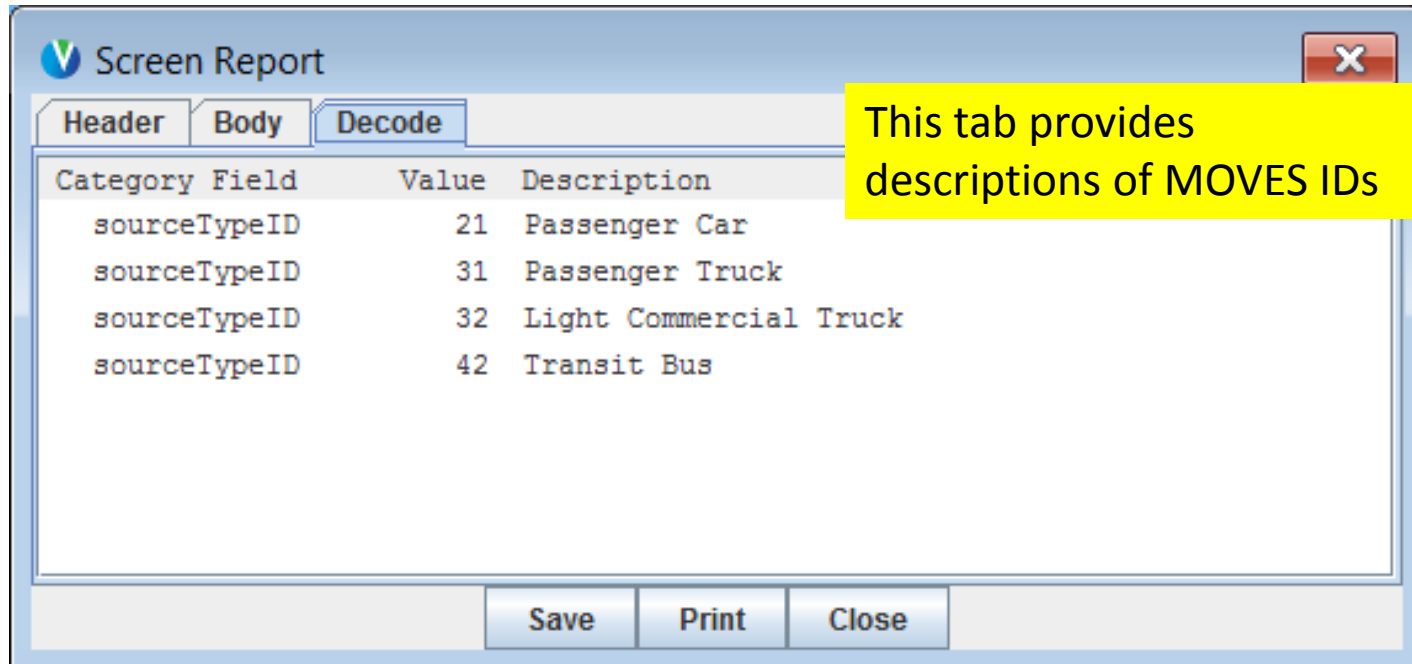 Screen Report
Header Body Decode
This tab provides
descriptions of MOVES IDs
Category Field Value Description
sourceTypeID 21 Passenger Car
sourceTypeID 31 Passenger Truck
sourceTypeID 32 Light Commercial Truck
sourceTypeID 42 Transit Bus
Save Print Close